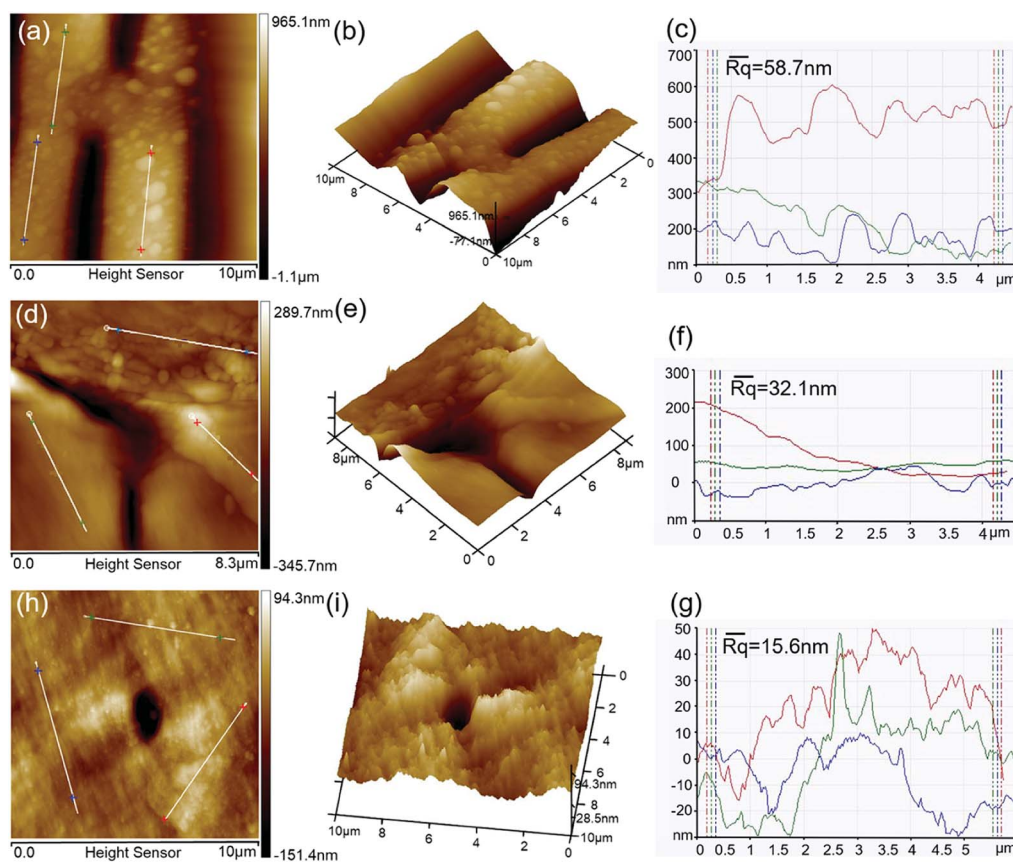 (a)
965.1nm
0.0 Height Sensor 10μm
-1.1μm
(b)
10μm 8 6 4
0 2 4 6 8 10μm
965.1nm
-77.1nm
0
(c)
Rq=58.7nm
700
600
500
400
300
200
nm
0 0.5 1 1.5 2 2.5 3 3.5 4 μm
(d)
289.7nm
0.0 Height Sensor 8.3μm
-345.7nm
(e)
8μm 6 4 2 0
8μm 6 4 2 0
(f)
Rq=32.1nm
300
200
100
0
nm
0 0.5 1 1.5 2 2.5 3 3.5 4 μm
(h)
94.3nm
0.0 Height Sensor 10μm
-151.4nm
(i)
0
2
4
6
94.3nm
8
28.5nm
10μm
10μm 8 6 4 2 0
(g)
Rq=15.6nm
50
40
30
20
10
0
-10
-20
nm
0 0.5 1 1.5 2 2.5 3 3.5 4 4.5 5 μm